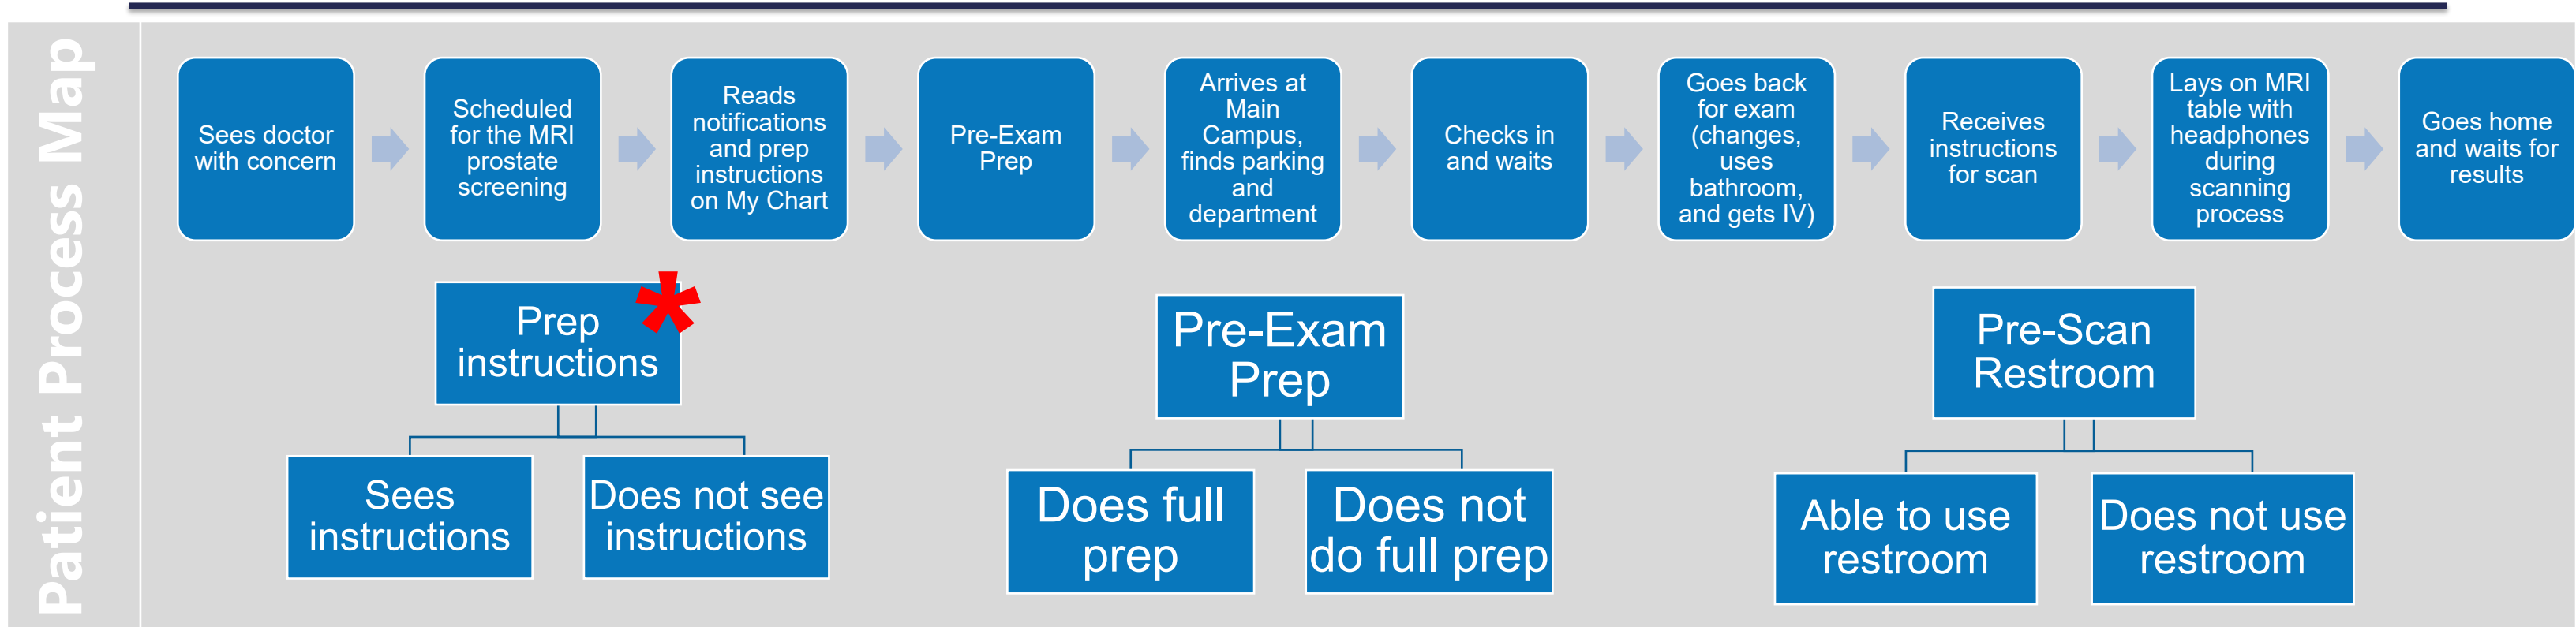 Patient Process Map
Sees doctor
with concern
Scheduled
for the MRI
prostate
screening
Reads
notifications
and prep
instructions
on My Chart
Pre-Exam
Prep
Arrives at
Main
Campus,
finds parking
and
department
Checks in
and waits
Goes back
for exam
(changes,
uses
bathroom,
and gets IV)
Receives
instructions
for scan
Lays on MRI
table with
headphones
during
scanning
process
Goes home
and waits for
results
Prep
instructions
*
Sees
instructions
Does not see
instructions
Pre-Exam
Prep
Does full
prep
Does not
do full prep
Pre-Scan
Restroom
Able to use
restroom
Does not use
restroom